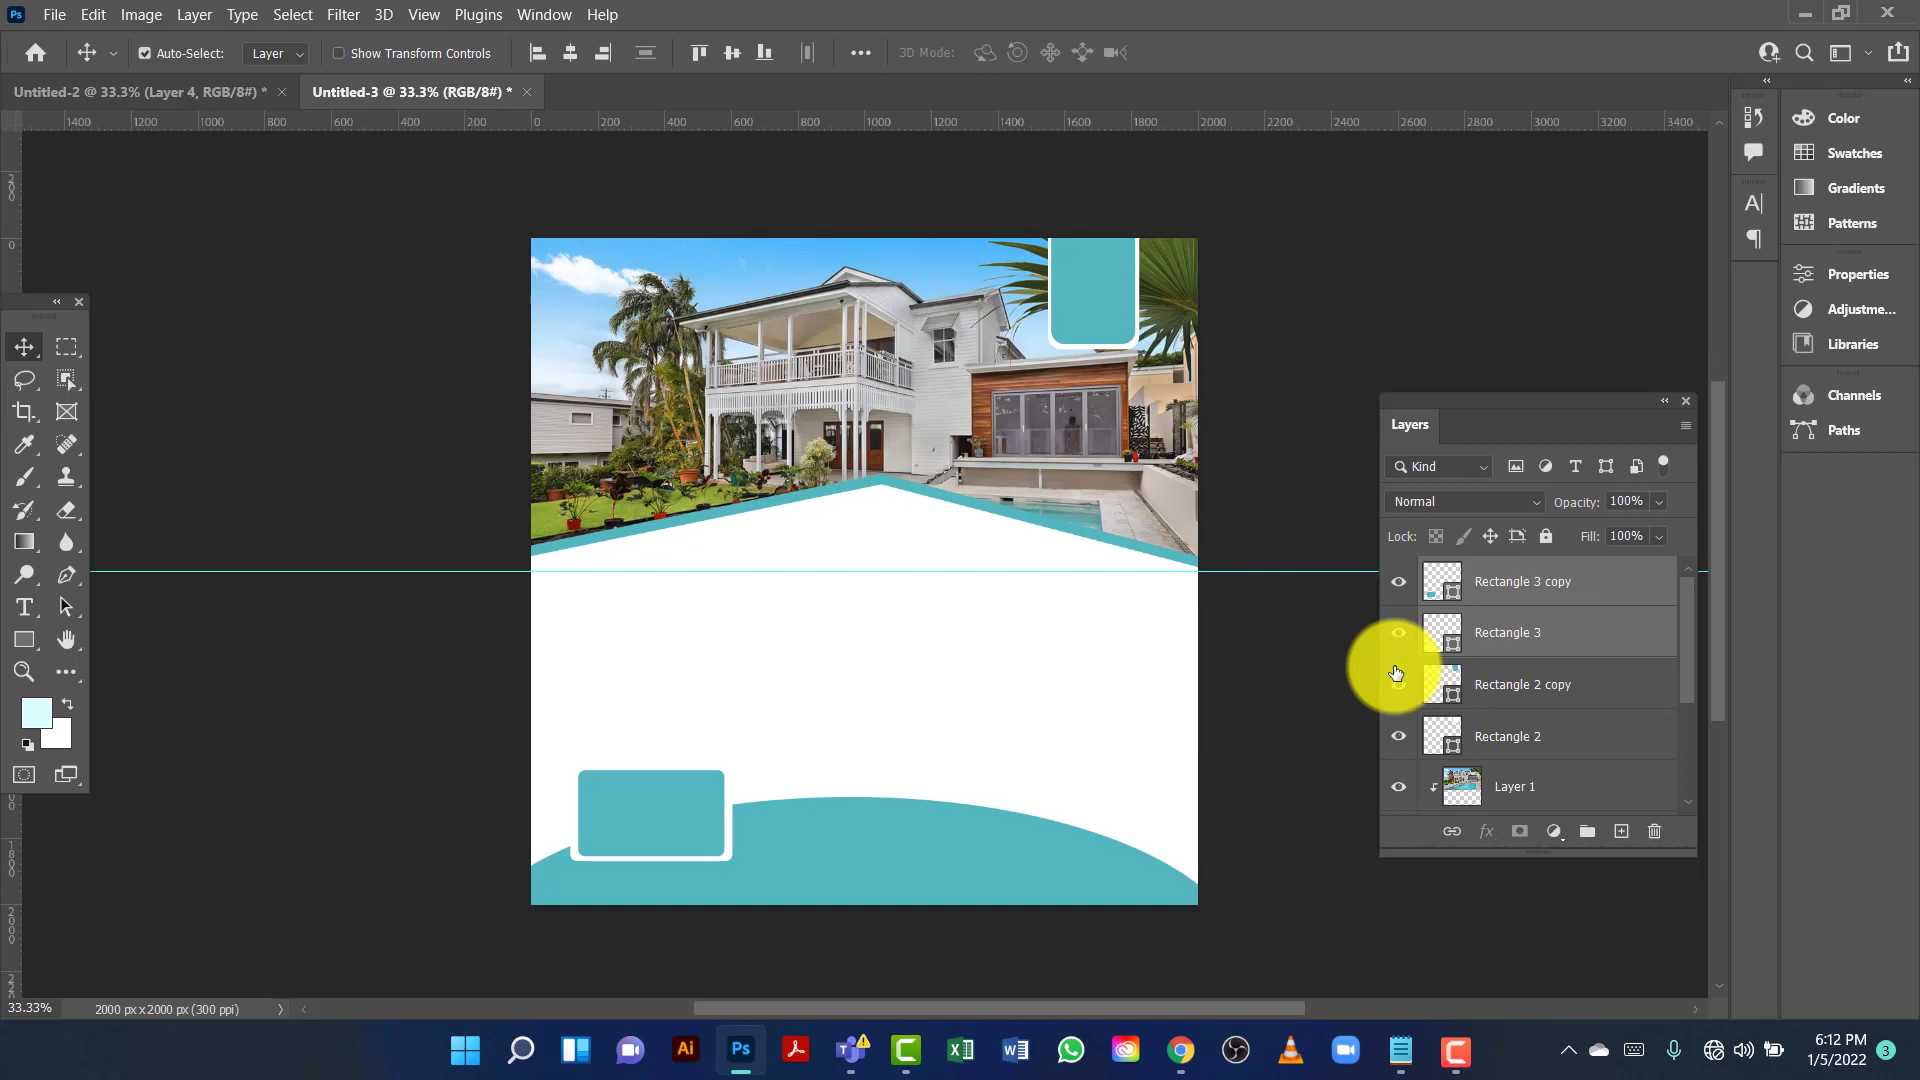 Ps File Edit Image Layer Type Select Filter 3D View Plugins Window Help
Auto-Select: Layer Show Transform Controls ••• 3D Mode:
Untitled-2 @ 33.3% (Layer 4, RGB/8#) * Untitled-3 @ 33.3% (RGB/8#) *
1400 1200 1000 800 600 400 200 0 200 400 600 800 1000 1200 1400 1600 1800 2000 2200 2400 2600 2800 3000 3200 3400
Color
Swatches
Gradients
Patterns
Properties
Adjustme...
Libraries
Channels
Paths
Layers
Kind
Normal Opacity: 100%
Lock: Fill: 100%
Rectangle 3 copy
Rectangle 3
Rectangle 2 copy
Rectangle 2
Layer 1
33.33% 2000 px x 2000 px (300 ppi)
Ai Ps
6:12 PM
1/5/2022 3